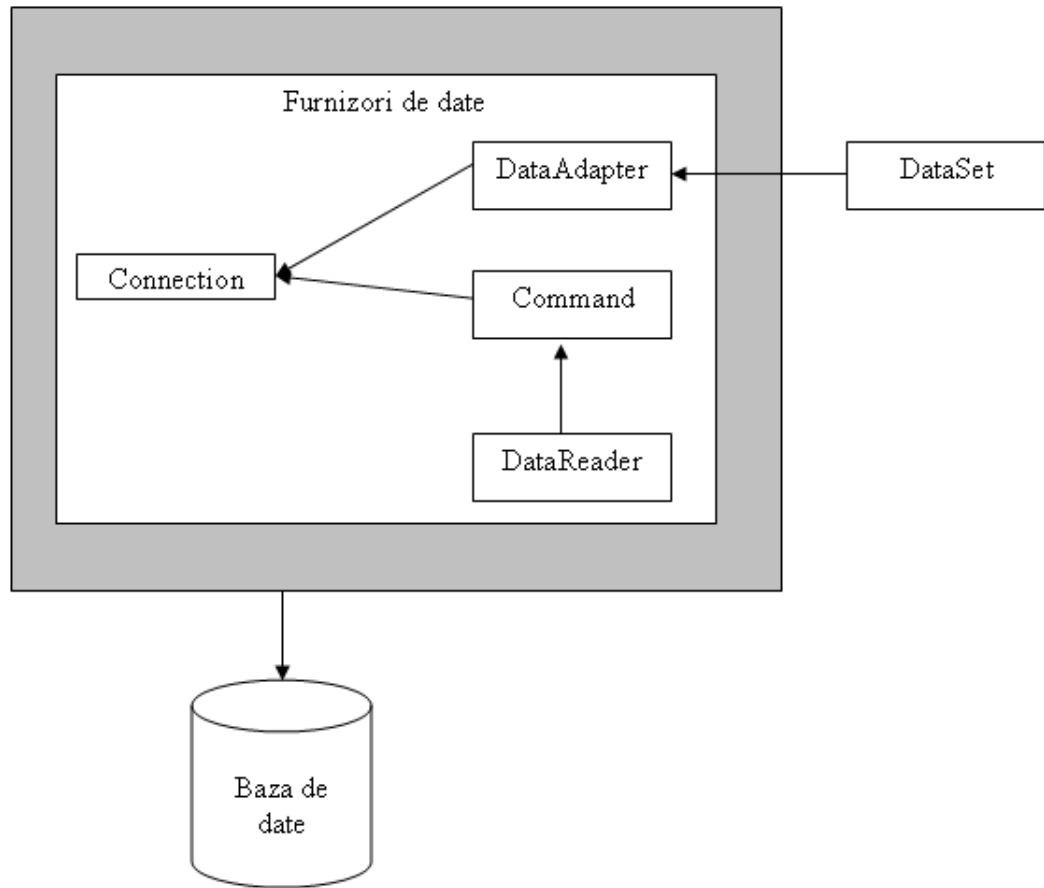 Furnizori de date
DataAdapter
DataSet
Connection
Command
DataReader
Baza de
date